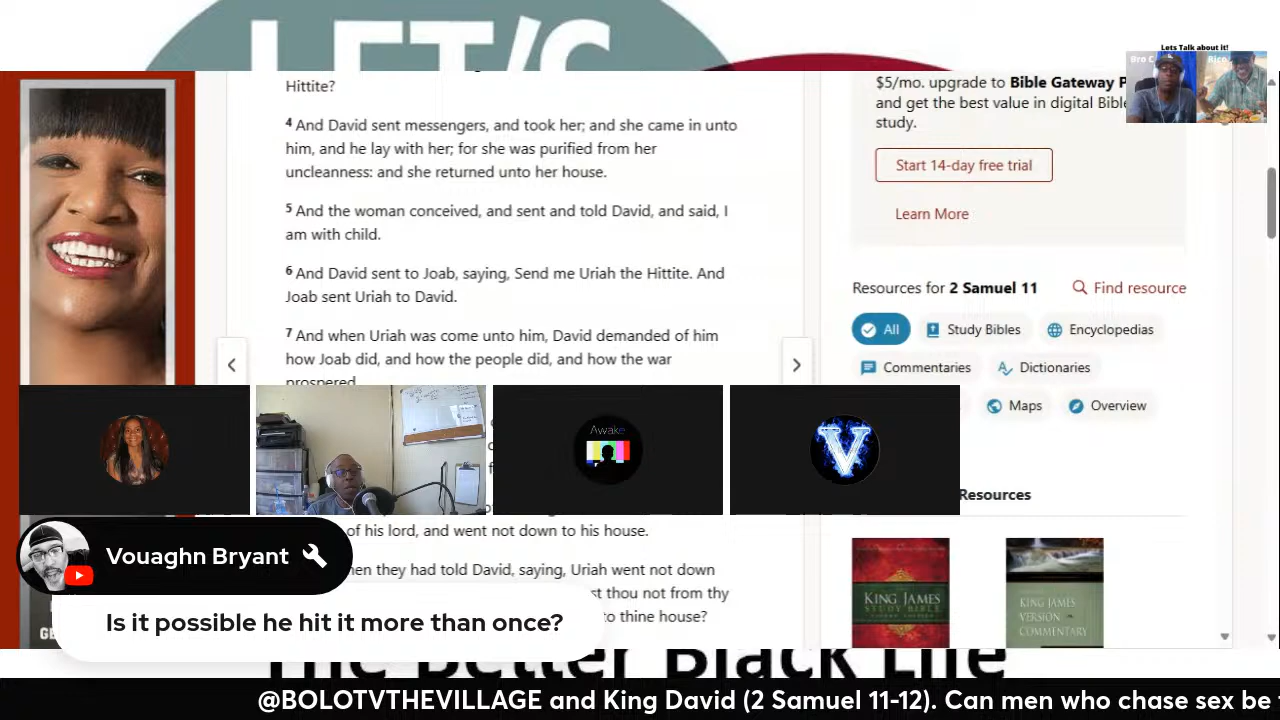 LET'S
Lets Talk about it!
Bro C
Rico
Hittite?
4 And David sent messengers, and took her; and she came in unto
him, and he lay with her; for she was purified from her
uncleanness: and she returned unto her house.
5 And the woman conceived, and sent and told David, and said, I
am with child.
6 And David sent to Joab, saying, Send me Uriah the Hittite. And
Joab sent Uriah to David.
7 And when Uriah was come unto him, David demanded of him
how Joab did, and how the people did, and how the war
prospered.
of his lord, and went not down to his house.
they had told David, saying, Uriah went not down
thou not from thy
to thine house?
$5/mo. upgrade to Bible Gateway
and get the best value in digital
study.
Start 14-day free trial
Learn More
Resources for 2 Samuel 11
Find resource
All
Study Bibles
Encyclopedias
Commentaries
Dictionaries
Maps
Overview
Resources
KING JAMES
STUDY BIBLE
KING JAMES
VERSION
COMMENTARY
Awake
V
Vouaghn Bryant
Is it possible he hit it more than once?
The Better Black Life
@BOLOTVTHEVILLAGE and King David (2 Samuel 11-12). Can men who chase sex be